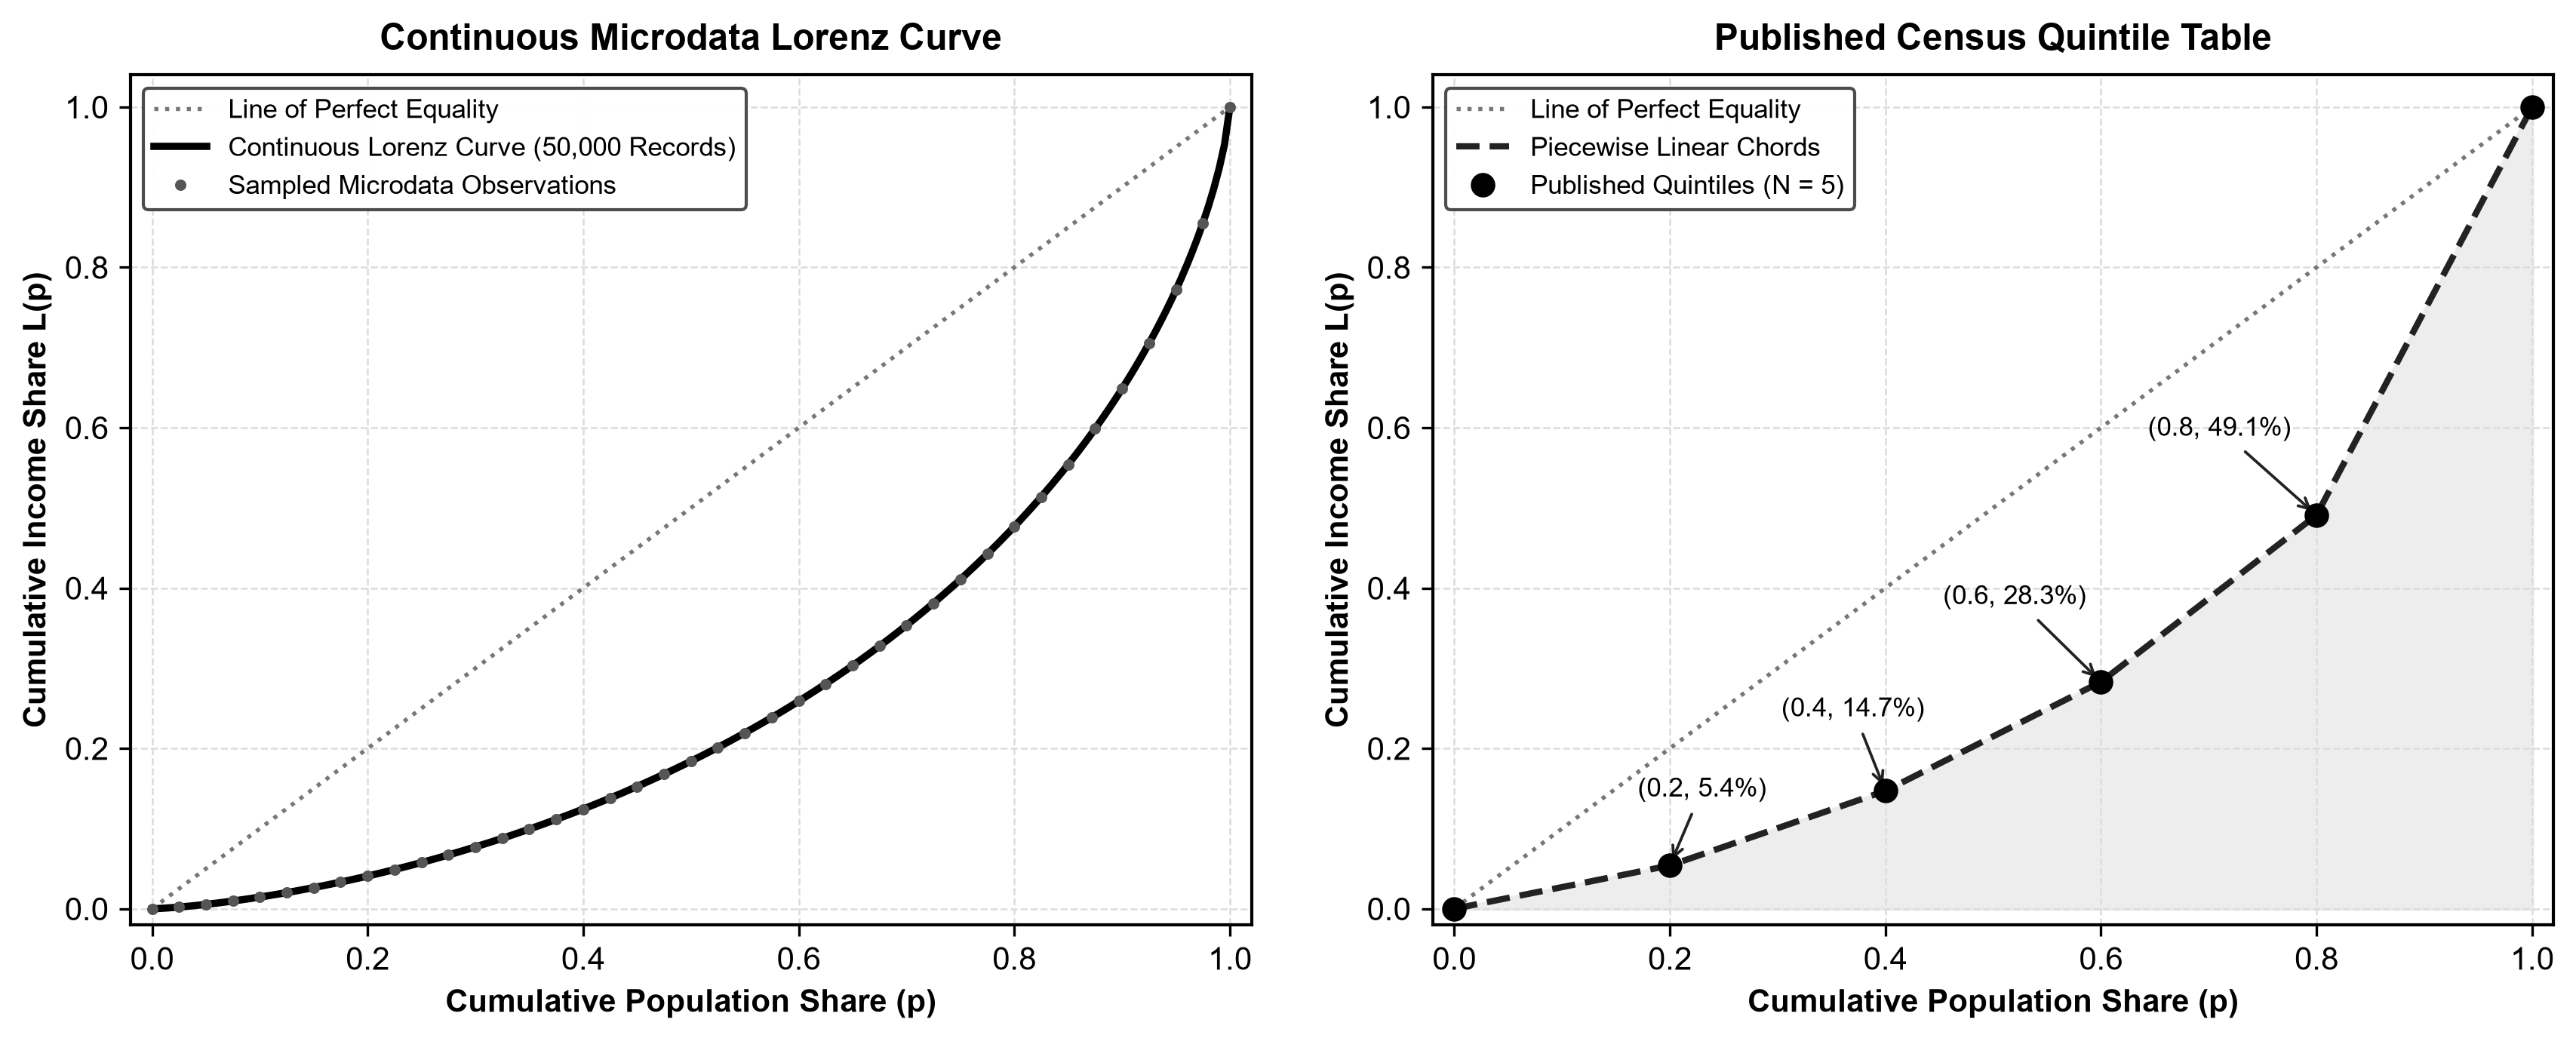 Continuous Microdata Lorenz Curve
Line of Perfect Equality
Continuous Lorenz Curve (50,000 Records)
Sampled Microdata Observations
Cumulative Income Share L(p)
1.0
0.8
0.6
0.4
0.2
0.0
0.0 0.2 0.4 0.6 0.8 1.0
Cumulative Population Share (p)
Published Census Quintile Table
Line of Perfect Equality
Piecewise Linear Chords
Published Quintiles (N = 5)
Cumulative Income Share L(p)
1.0
0.8
0.6
0.4
0.2
0.0
(0.8, 49.1%)
(0.6, 28.3%)
(0.4, 14.7%)
(0.2, 5.4%)
0.0 0.2 0.4 0.6 0.8 1.0
Cumulative Population Share (p)